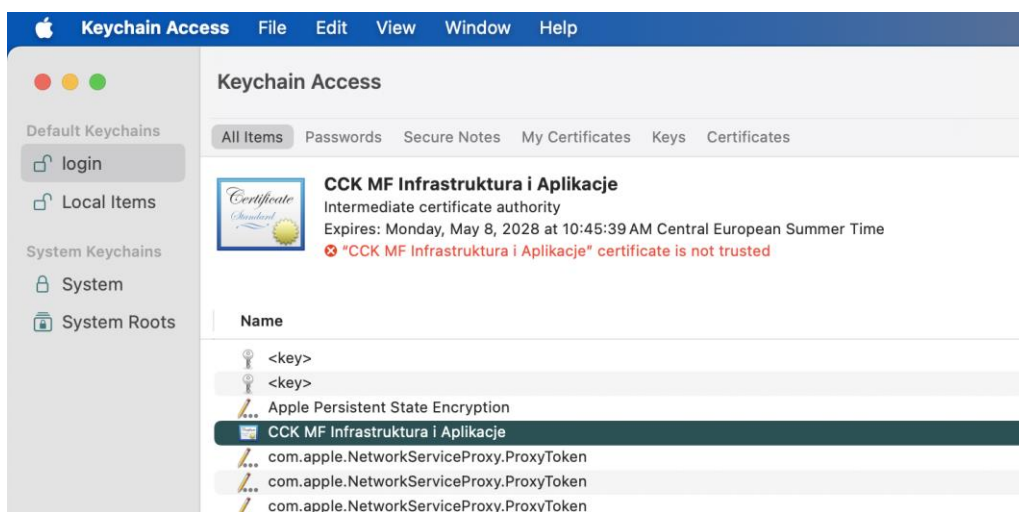 Keychain Access File Edit View Window Help
Keychain Access
Default Keychains
login
Local Items
System Keychains
System
System Roots
All Items Passwords Secure Notes My Certificates Keys Certificates
Certificate
Standard
CCK MF Infrastruktura i Aplikacje
Intermediate certificate authority
Expires: Monday, May 8, 2028 at 10:45:39 AM Central European Summer Time
“CCK MF Infrastruktura i Aplikacje” certificate is not trusted
Name
<key>
<key>
Apple Persistent State Encryption
CCK MF Infrastruktura i Aplikacje
com.apple.NetworkServiceProxy.ProxyToken
com.apple.NetworkServiceProxy.ProxyToken
com.apple.NetworkServiceProxy.ProxyToken